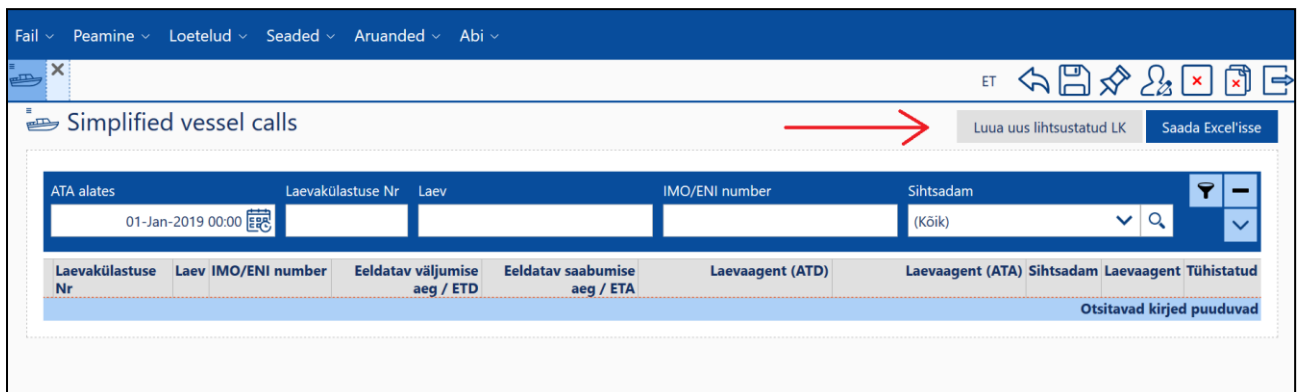 Fail Peamine Loetelud Seaded Aruanded Abi
ET
Simplified vessel calls
Luua uus lihtsustatud LK Saada Excel'isse
ATA alates Laevakülastuse Nr Laev IMO/ENI number Sihtsadam
01-Jan-2019 00:00 (Kõik)
Laevakülastuse Laev IMO/ENI number Eeldatav väljumise Eeldatav saabumise Laevaagent (ATD) Laevaagent (ATA) Sihtsadam Laevaagent Tühistatud
Nr aeg / ETD aeg / ETA
Otsitavad kirjed puuduvad